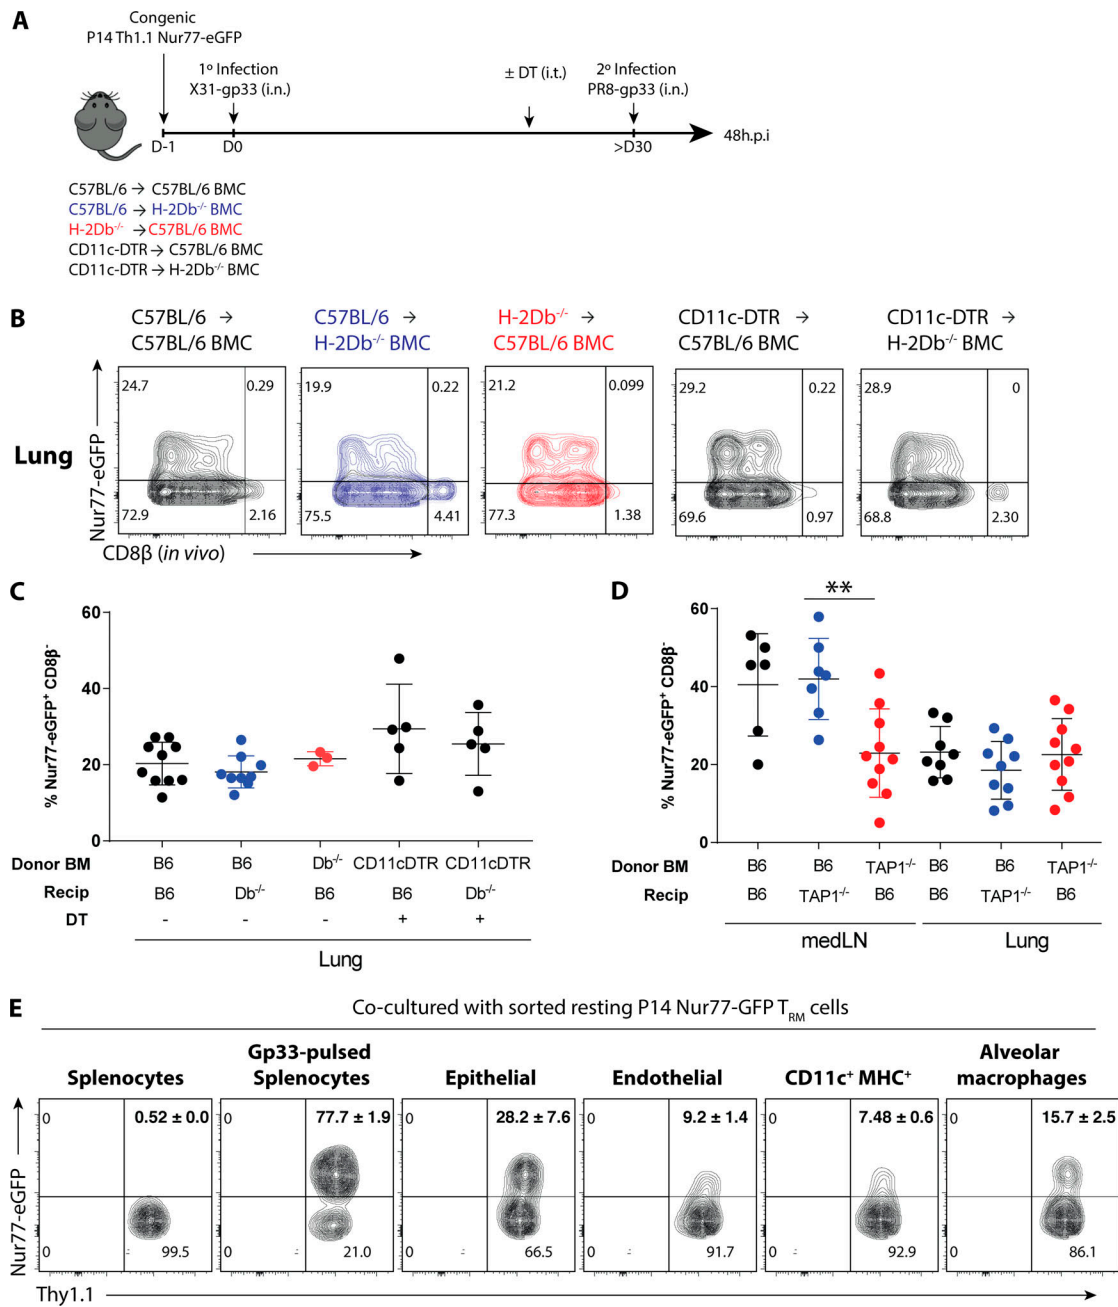 A
Congenic
P14 Th1.1 Nur77-eGFP
1º Infection
X31-gp33 (i.n.)
± DT (i.t.)
2º Infection
PR8-gp33 (i.n.)
D-1
D0
>D30
48h.p.i
C57BL/6 → C57BL/6 BMC
C57BL/6 → H-2Db-/- BMC
H-2Db-/- → C57BL/6 BMC
CD11c-DTR → C57BL/6 BMC
CD11c-DTR → H-2Db-/- BMC
B
C57BL/6 →
C57BL/6 BMC
C57BL/6 →
H-2Db-/- BMC
H-2Db-/- →
C57BL/6 BMC
CD11c-DTR →
C57BL/6 BMC
CD11c-DTR →
H-2Db-/- BMC
Lung
Nur77-eGFP
24.7 0.29
72.9 2.16
19.9 0.22
75.5 4.41
21.2 0.099
77.3 1.38
29.2 0.22
69.6 0.97
28.9 0
68.8 2.30
CD8β (in vivo)
C
% Nur77-eGFP+ CD8β-
60
40
20
0
Donor BM B6 B6 Db-/- CD11cDTR CD11cDTR
Recip B6 Db-/- B6 B6 Db-/-
DT - - - + +
Lung
D
% Nur77-eGFP+ CD8β-
60
40
20
0
**
Donor BM B6 B6 TAP1-/- B6 B6 TAP1-/-
Recip B6 TAP1-/- B6 B6 TAP1-/- B6
medLN Lung
E
Co-cultured with sorted resting P14 Nur77-GFP TRM cells
Splenocytes
Gp33-pulsed
Splenocytes
Epithelial
Endothelial
CD11c+ MHC+
Alveolar
macrophages
Nur77-eGFP
0 0.52 ± 0.0
0 99.5
0 77.7 ± 1.9
0 21.0
0 28.2 ± 7.6
0 66.5
0 9.2 ± 1.4
0 91.7
0 7.48 ± 0.6
0 92.9
0 15.7 ± 2.5
0 86.1
Thy1.1